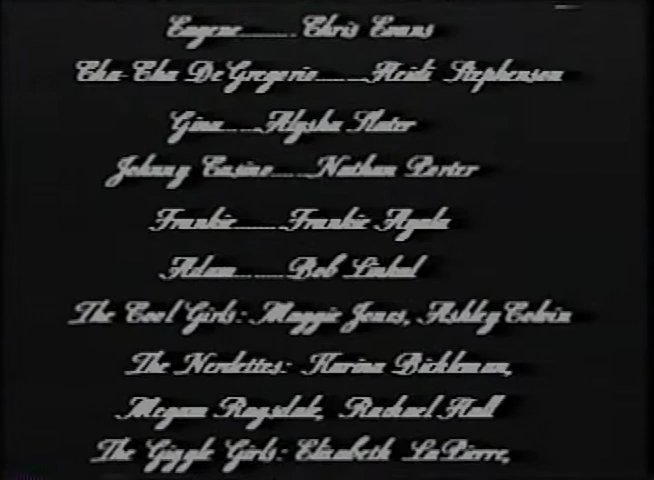 Eugene.........Chris Evans
Cha-Cha DeGregorio.........Heidi Stephenson
Gina......Alysha Slater
Johnny Casino......Nathan Porter
Frankie........Frankie Ayala
Adam........Bob
The Cool Girls: Maggie Jones, Ashley Colvin
The Nerdettes: Karina Bickleman,
Megan Ragsdale, Rachael Hall
The Giggle Girls: Elizabeth LaPierre,